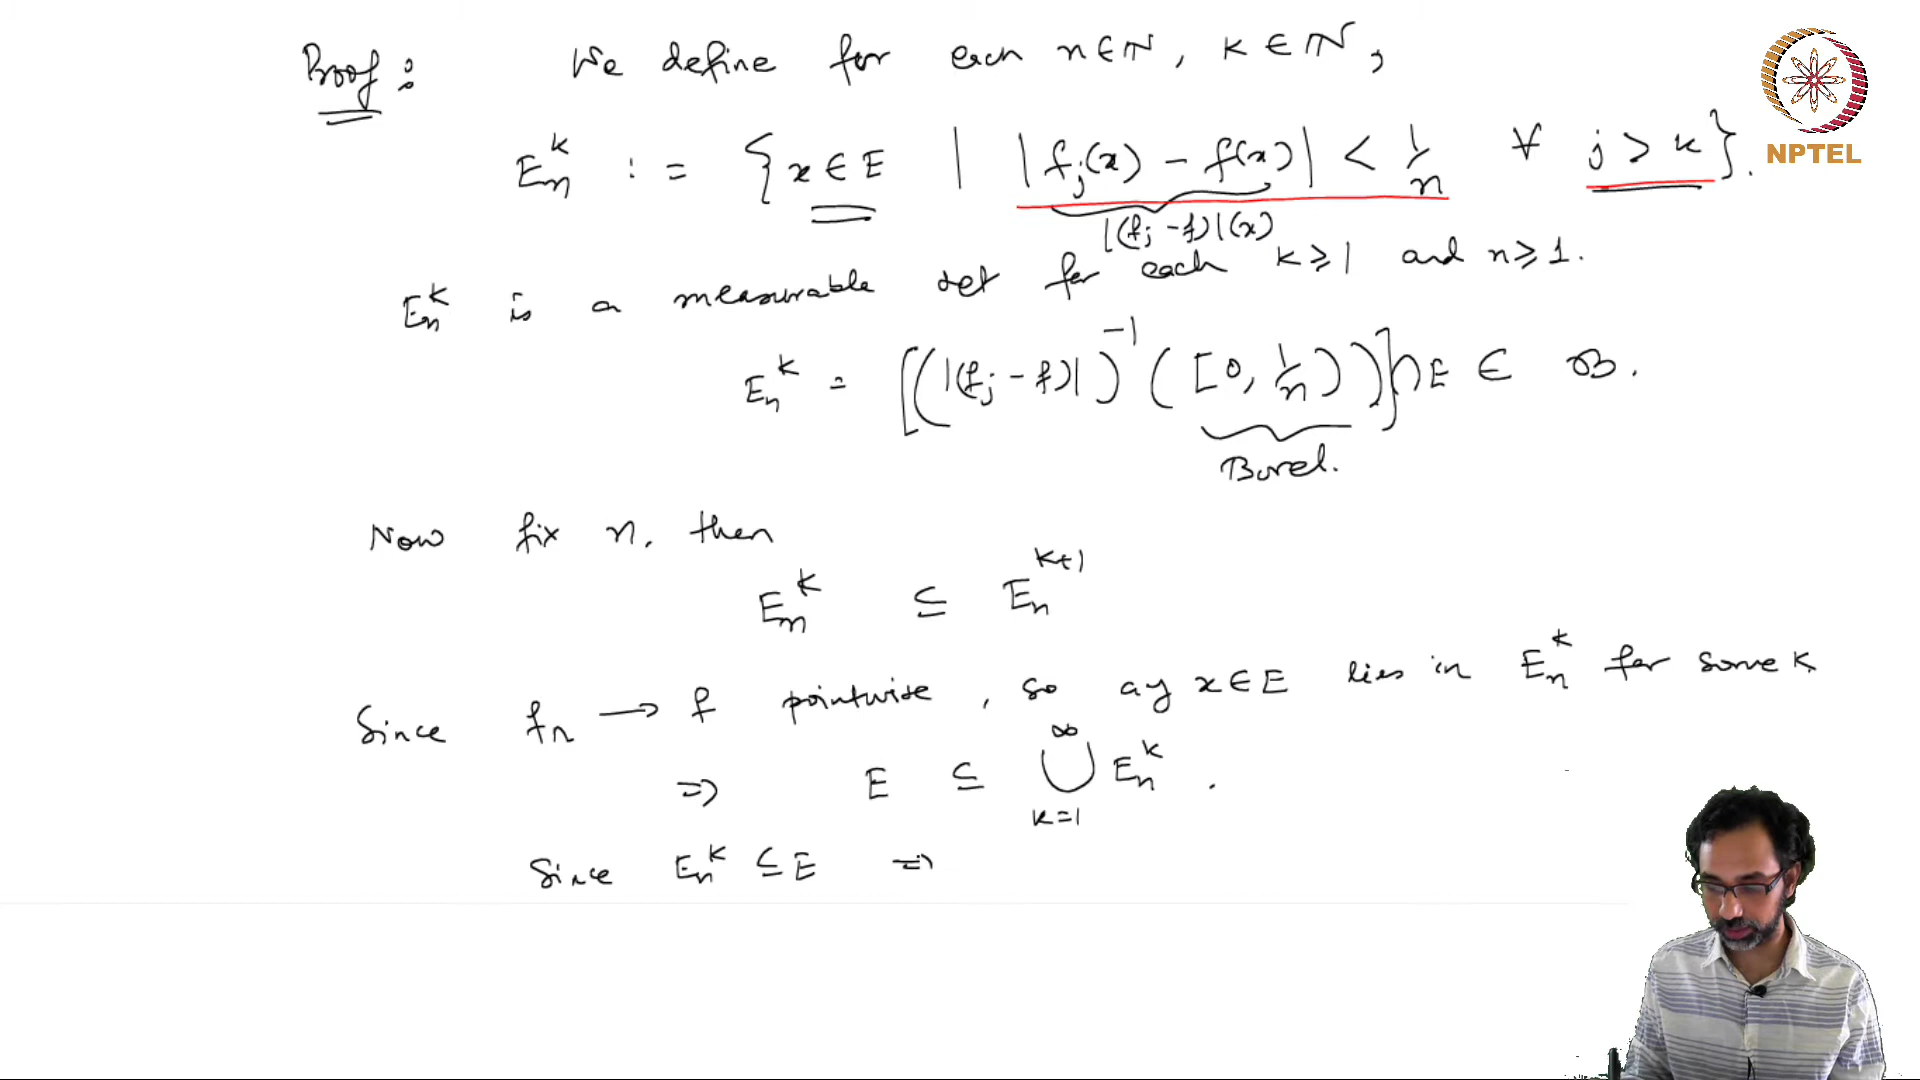 Proof : We define for each n ∈ ℕ, k ∈ ℕ,
NPTEL
E_n^k := { x ∈ E | |f_j(x) - f(x)| < 1/n ∀ j > k }.
|(f_j - f)|(x)
E_n^k is a measurable set for each k ≥ 1 and n ≥ 1.
E_n^k = [(|(f_j - f)|)^{-1} ([0, 1/n))] ∩ E ∈ ℬ.
Borel.
Now fix n, then
E_n^k ⊆ E_n^{k+1}
Since f_n → f pointwise, so ay x ∈ E lies in E_n^k for some k
⇒ E ⊆ ⋃_{k=1}^∞ E_n^k .
Since E_n^k ⊆ E ⇒